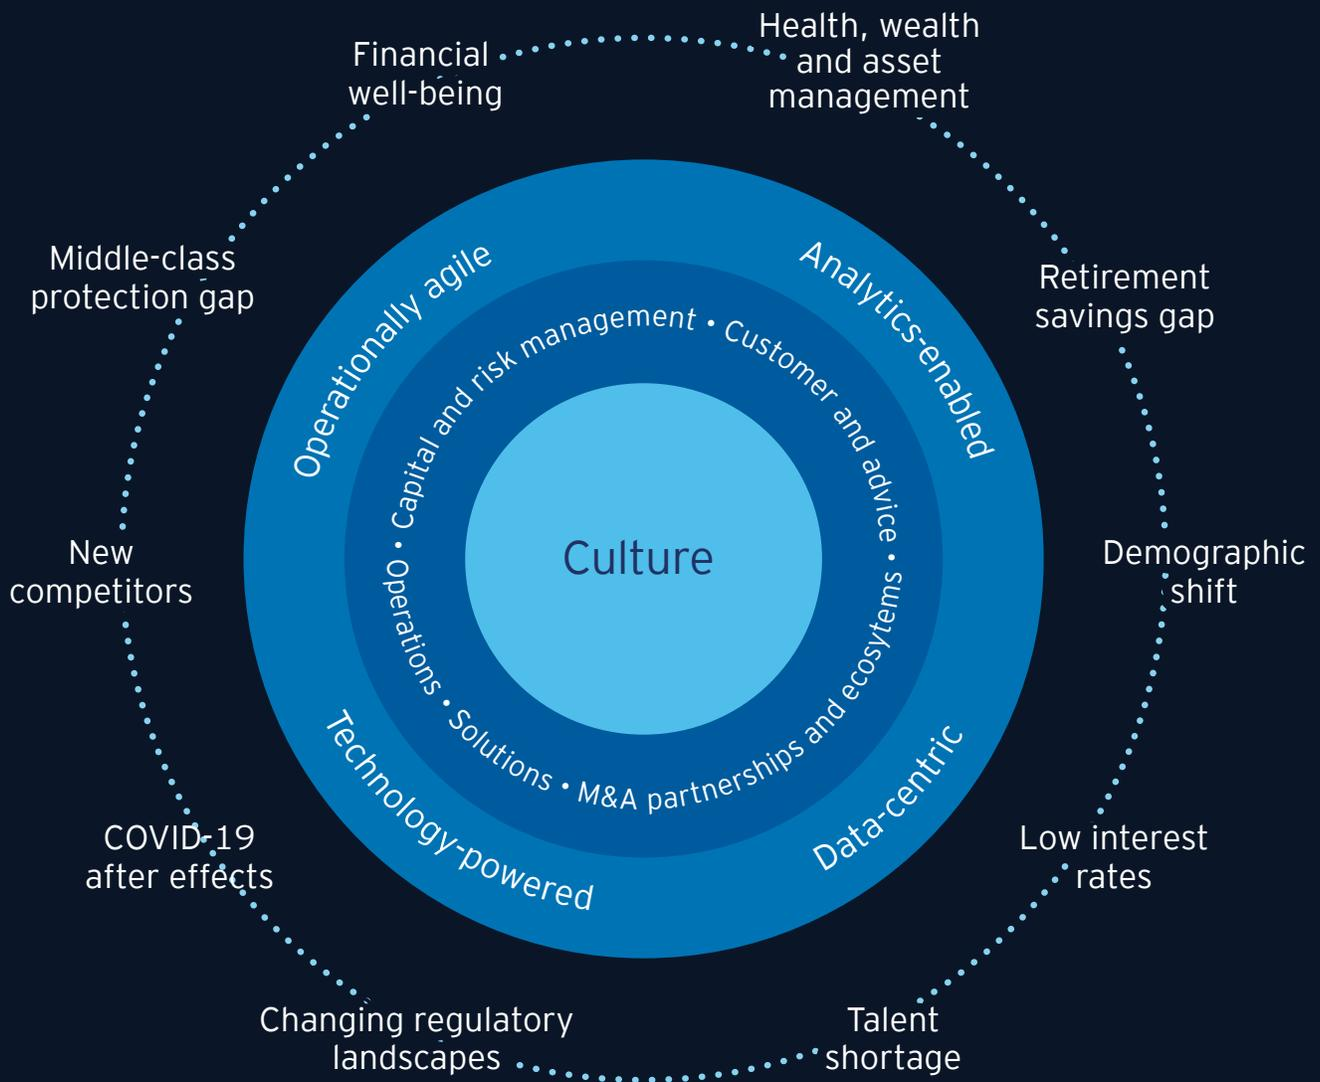 Financial
well-being
Health, wealth
and asset
management
Middle-class
protection gap
Retirement
savings gap
New
competitors
Demographic
shift
COVID-19
after effects
Low interest
rates
Changing regulatory
landscapes
Talent
shortage
Operationally agile
Analytics-enabled
Data-centric
Technology-powered
Capital and risk management • Customer and advice • M&A partnerships and ecosytems • Solutions • Operations •
Culture